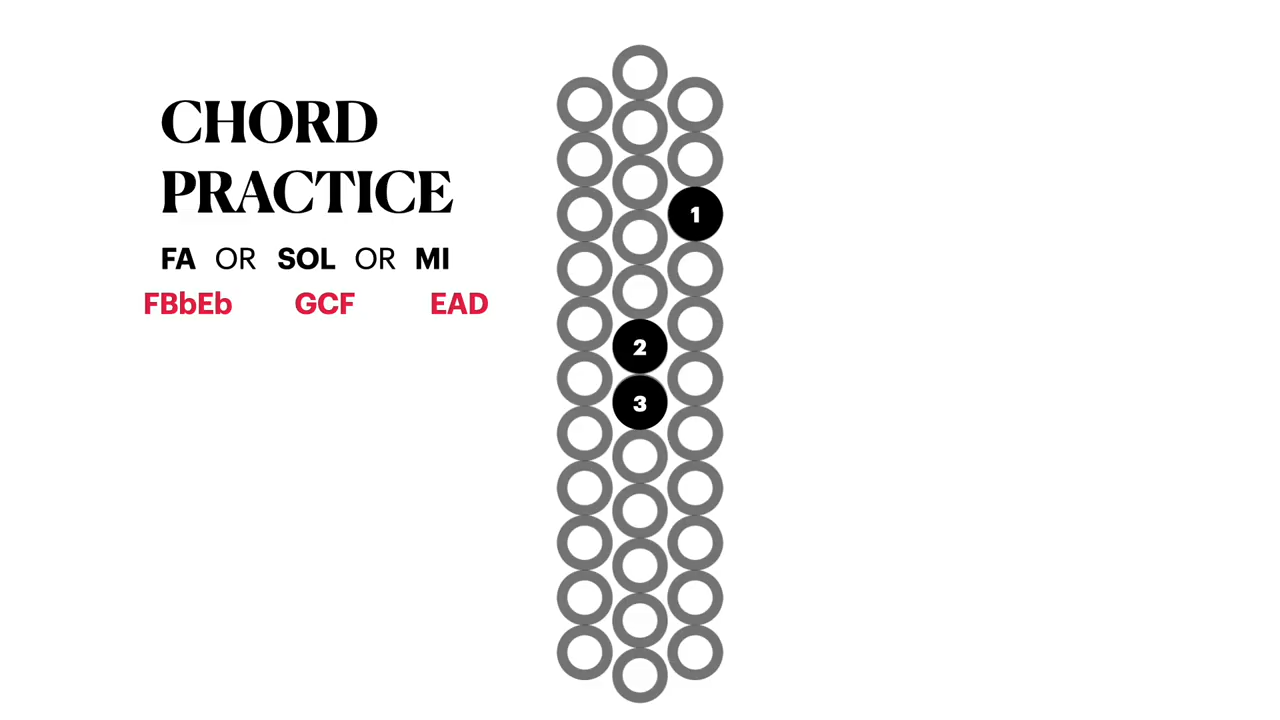 CHORD
PRACTICE
FA OR SOL OR MI
FBbEb GCF EAD
1
2
3